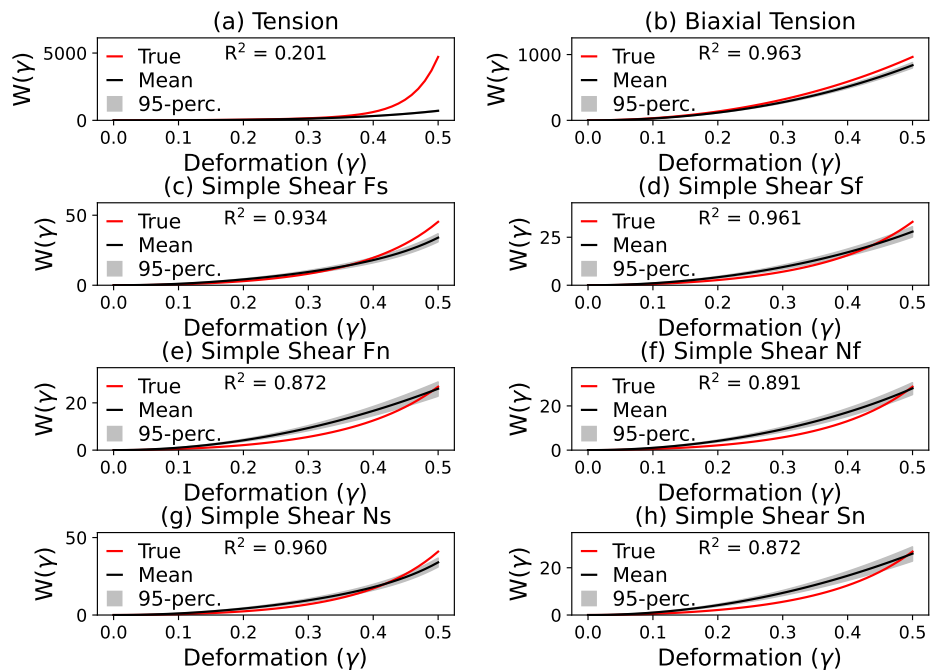 (a) Tension
R² = 0.201
True
Mean
95-perc.
W(γ)
5000
0
0.0 0.1 0.2 0.3 0.4 0.5
Deformation (γ)
(b) Biaxial Tension
R² = 0.963
True
Mean
95-perc.
W(γ)
1000
0
0.0 0.1 0.2 0.3 0.4 0.5
Deformation (γ)
(c) Simple Shear Fs
R² = 0.934
True
Mean
95-perc.
W(γ)
50
0
0.0 0.1 0.2 0.3 0.4 0.5
Deformation (γ)
(d) Simple Shear Sf
R² = 0.961
True
Mean
95-perc.
W(γ)
25
0
0.0 0.1 0.2 0.3 0.4 0.5
Deformation (γ)
(e) Simple Shear Fn
R² = 0.872
True
Mean
95-perc.
W(γ)
20
0
0.0 0.1 0.2 0.3 0.4 0.5
Deformation (γ)
(f) Simple Shear Nf
R² = 0.891
True
Mean
95-perc.
W(γ)
20
0
0.0 0.1 0.2 0.3 0.4 0.5
Deformation (γ)
(g) Simple Shear Ns
R² = 0.960
True
Mean
95-perc.
W(γ)
50
0
0.0 0.1 0.2 0.3 0.4 0.5
Deformation (γ)
(h) Simple Shear Sn
R² = 0.872
True
Mean
95-perc.
W(γ)
20
0
0.0 0.1 0.2 0.3 0.4 0.5
Deformation (γ)